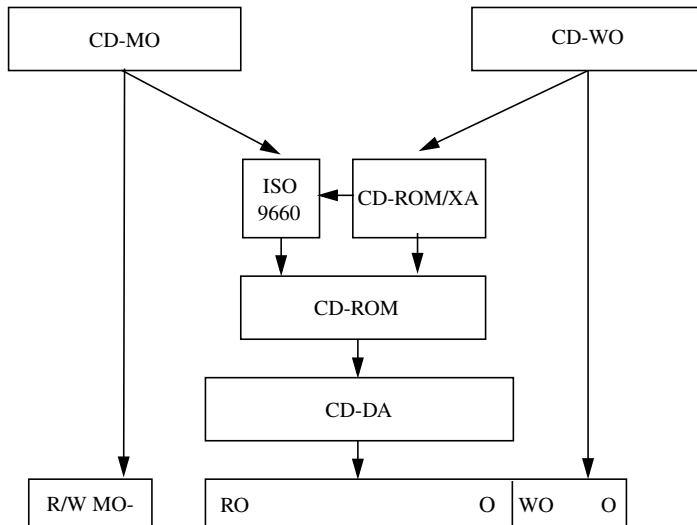 CD-MO
CD-WO
ISO
9660
CD-ROM/XA
CD-ROM
CD-DA
R/W MO-
RO O
WO O